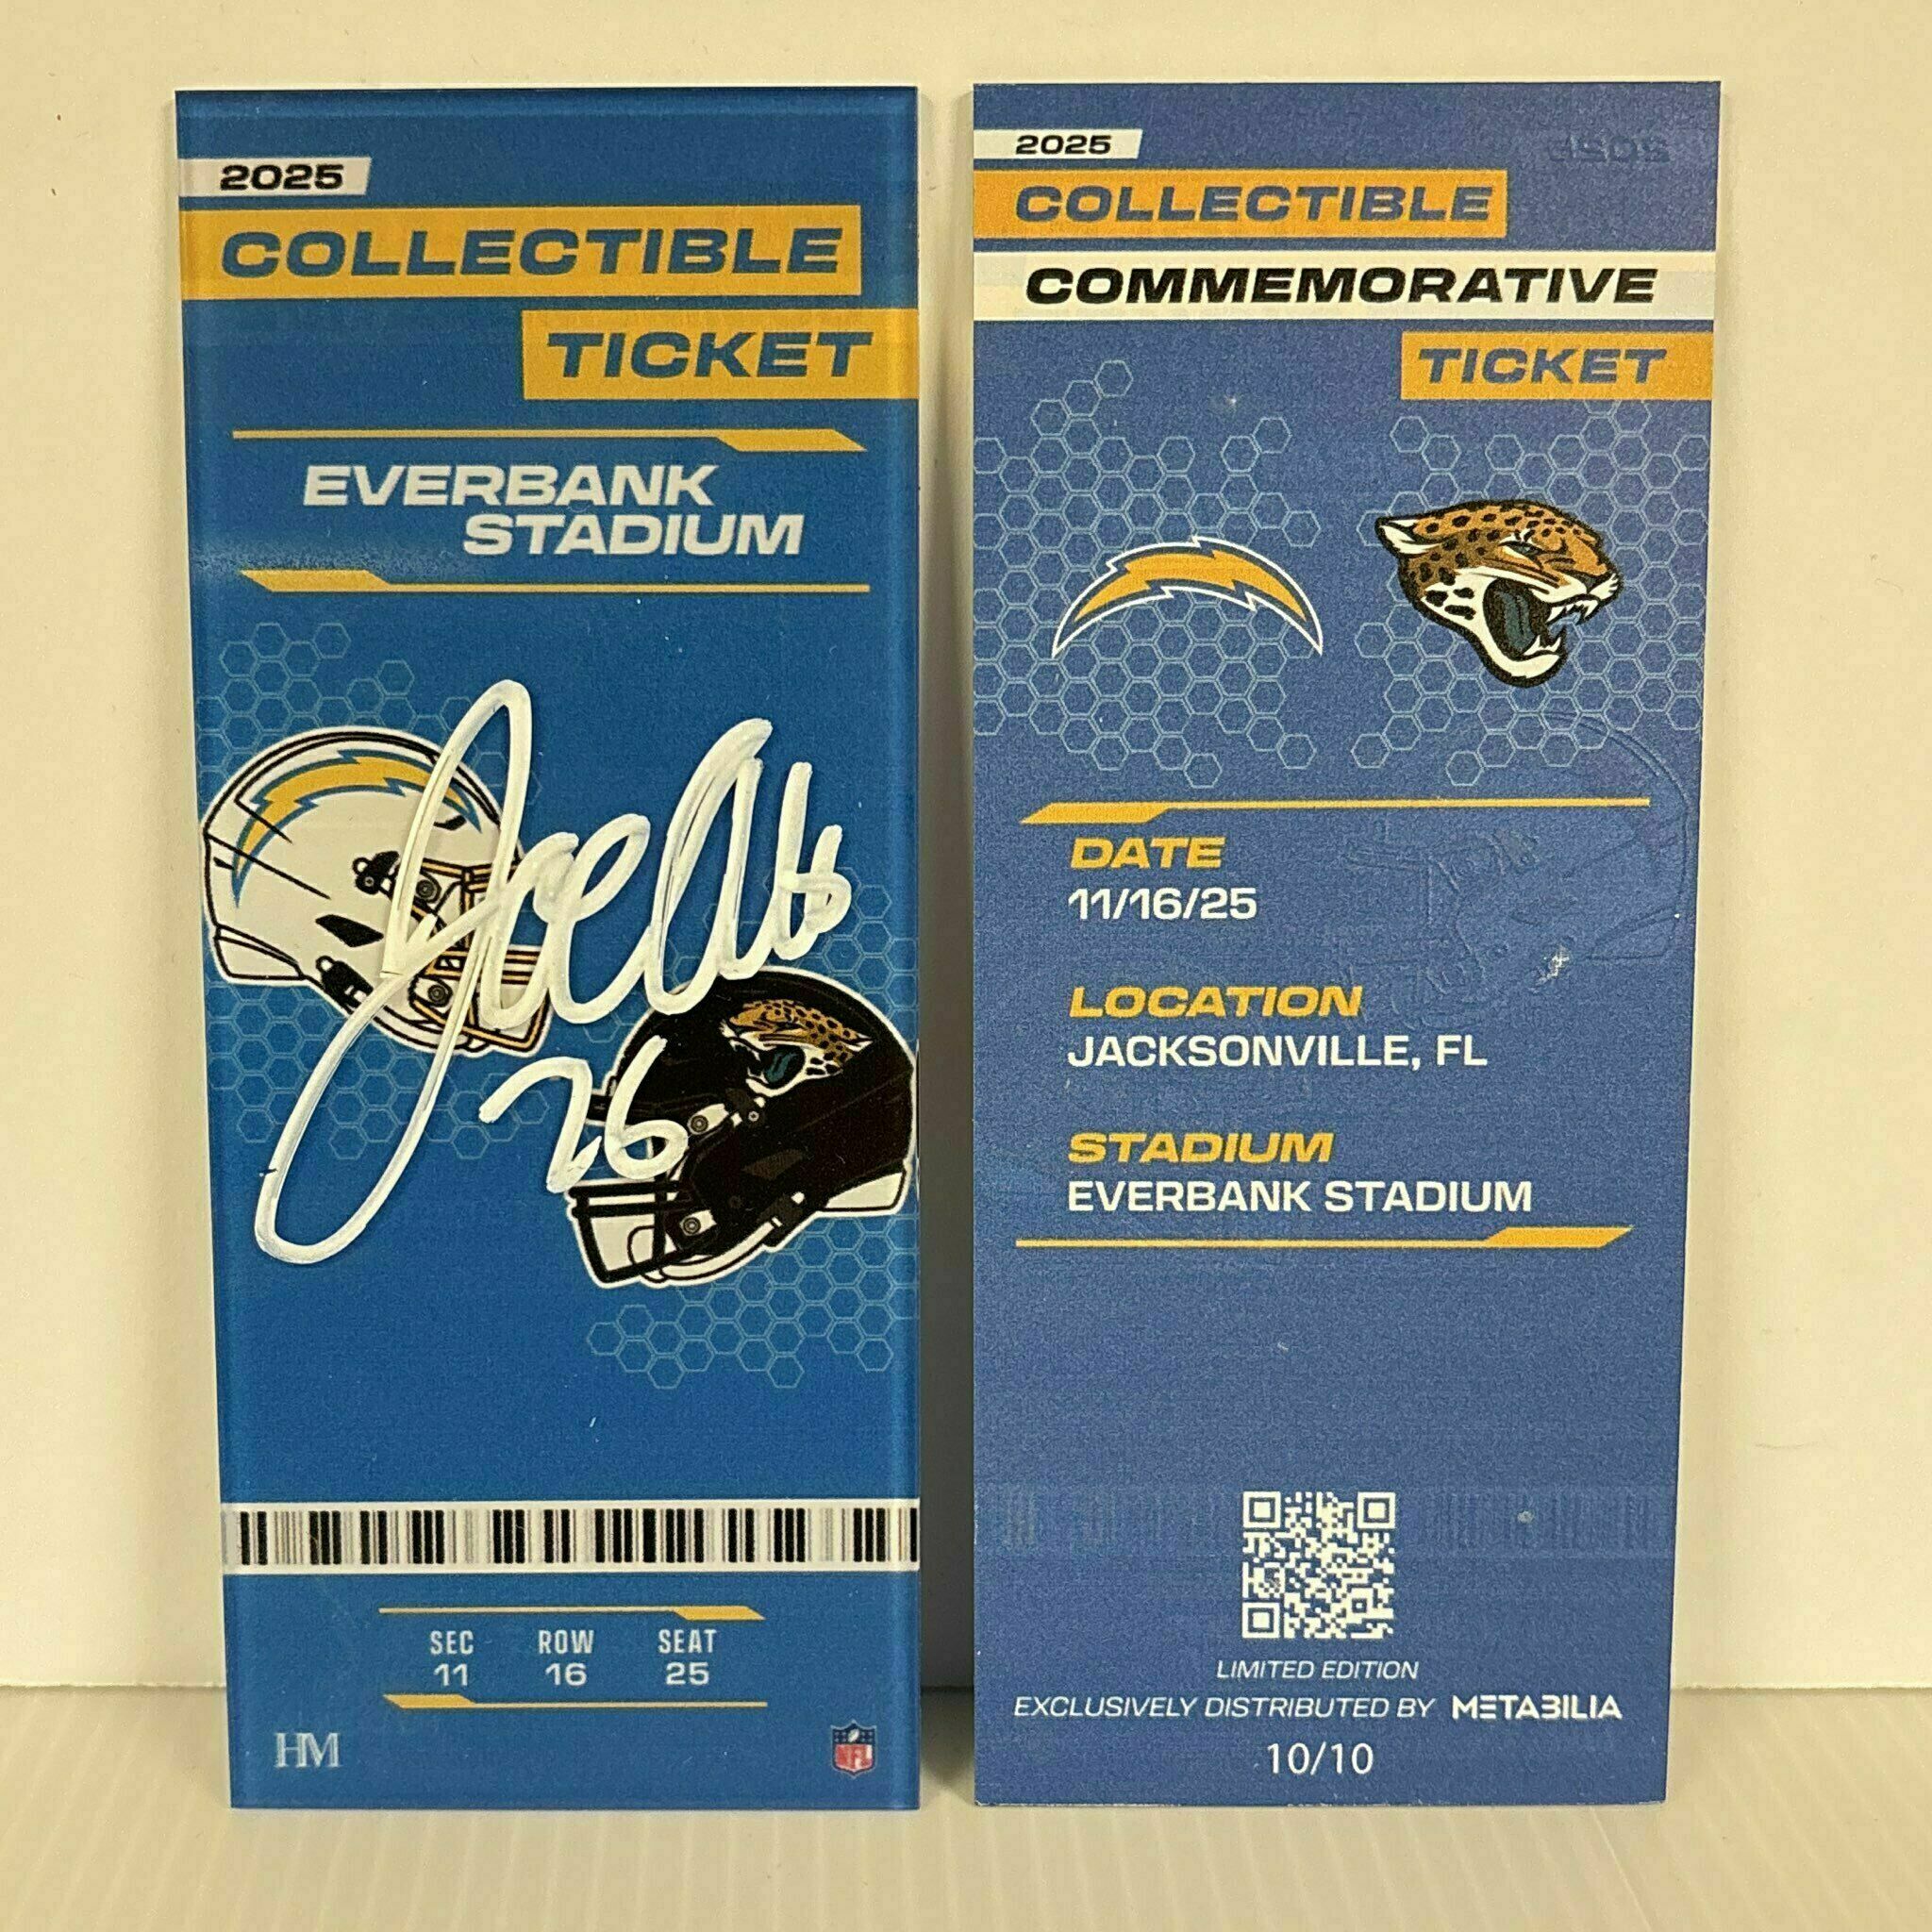 2025
COLLECTIBLE
TICKET
EVERBANK
STADIUM
26
SEC ROW SEAT
11 16 25
HM
NFL
2025
COLLECTIBLE
COMMEMORATIVE
TICKET
DATE
11/16/25
LOCATION
JACKSONVILLE, FL
STADIUM
EVERBANK STADIUM
LIMITED EDITION
EXCLUSIVELY DISTRIBUTED BY METABILIA
10/10